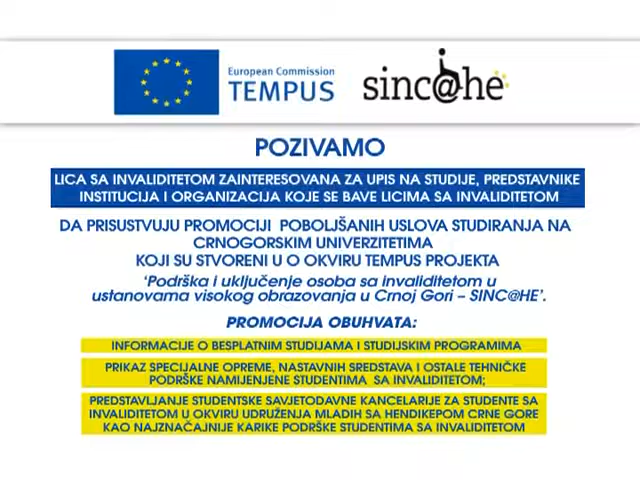 European Commission
TEMPUS
sinc@he
POZIVAMO
LICA SA INVALIDITETOM ZAINTERESOVANA ZA UPIS NA STUDIJE, PREDSTAVNIKE
INSTITUCIJA I ORGANIZACIJA KOJE SE BAVE LICIMA SA INVALIDITETOM
DA PRISUSTVUJU PROMOCIJI POBOLJŠANIH USLOVA STUDIRANJA NA
CRNOGORSKIM UNIVERZITETIMA
KOJI SU STVORENI U O OKVIRU TEMPUS PROJEKTA
‘Podrška i uključenje osoba sa invaliditetom u
ustanovama visokog obrazovanja u Crnoj Gori – SINC@HE’.
PROMOCIJA OBUHVATA:
INFORMACIJE O BESPLATNIM STUDIJAMA I STUDIJSKIM PROGRAMIMA
PRIKAZ SPECIJALNE OPREME, NASTAVNIH SREDSTAVA I OSTALE TEHNIČKE
PODRŠKE NAMIJENJENE STUDENTIMA SA INVALIDITETOM;
PREDSTAVLJANJE STUDENTSKE SAVJETODAVNE KANCELARIJE ZA STUDENTE SA
INVALIDITETOM U OKVIRU UDRUŽENJA MLADIH SA HENDIKEPOM CRNE GORE
KAO NAJZNAČAJNIJE KARIKE PODRŠKE STUDENTIMA SA INVALIDITETOM